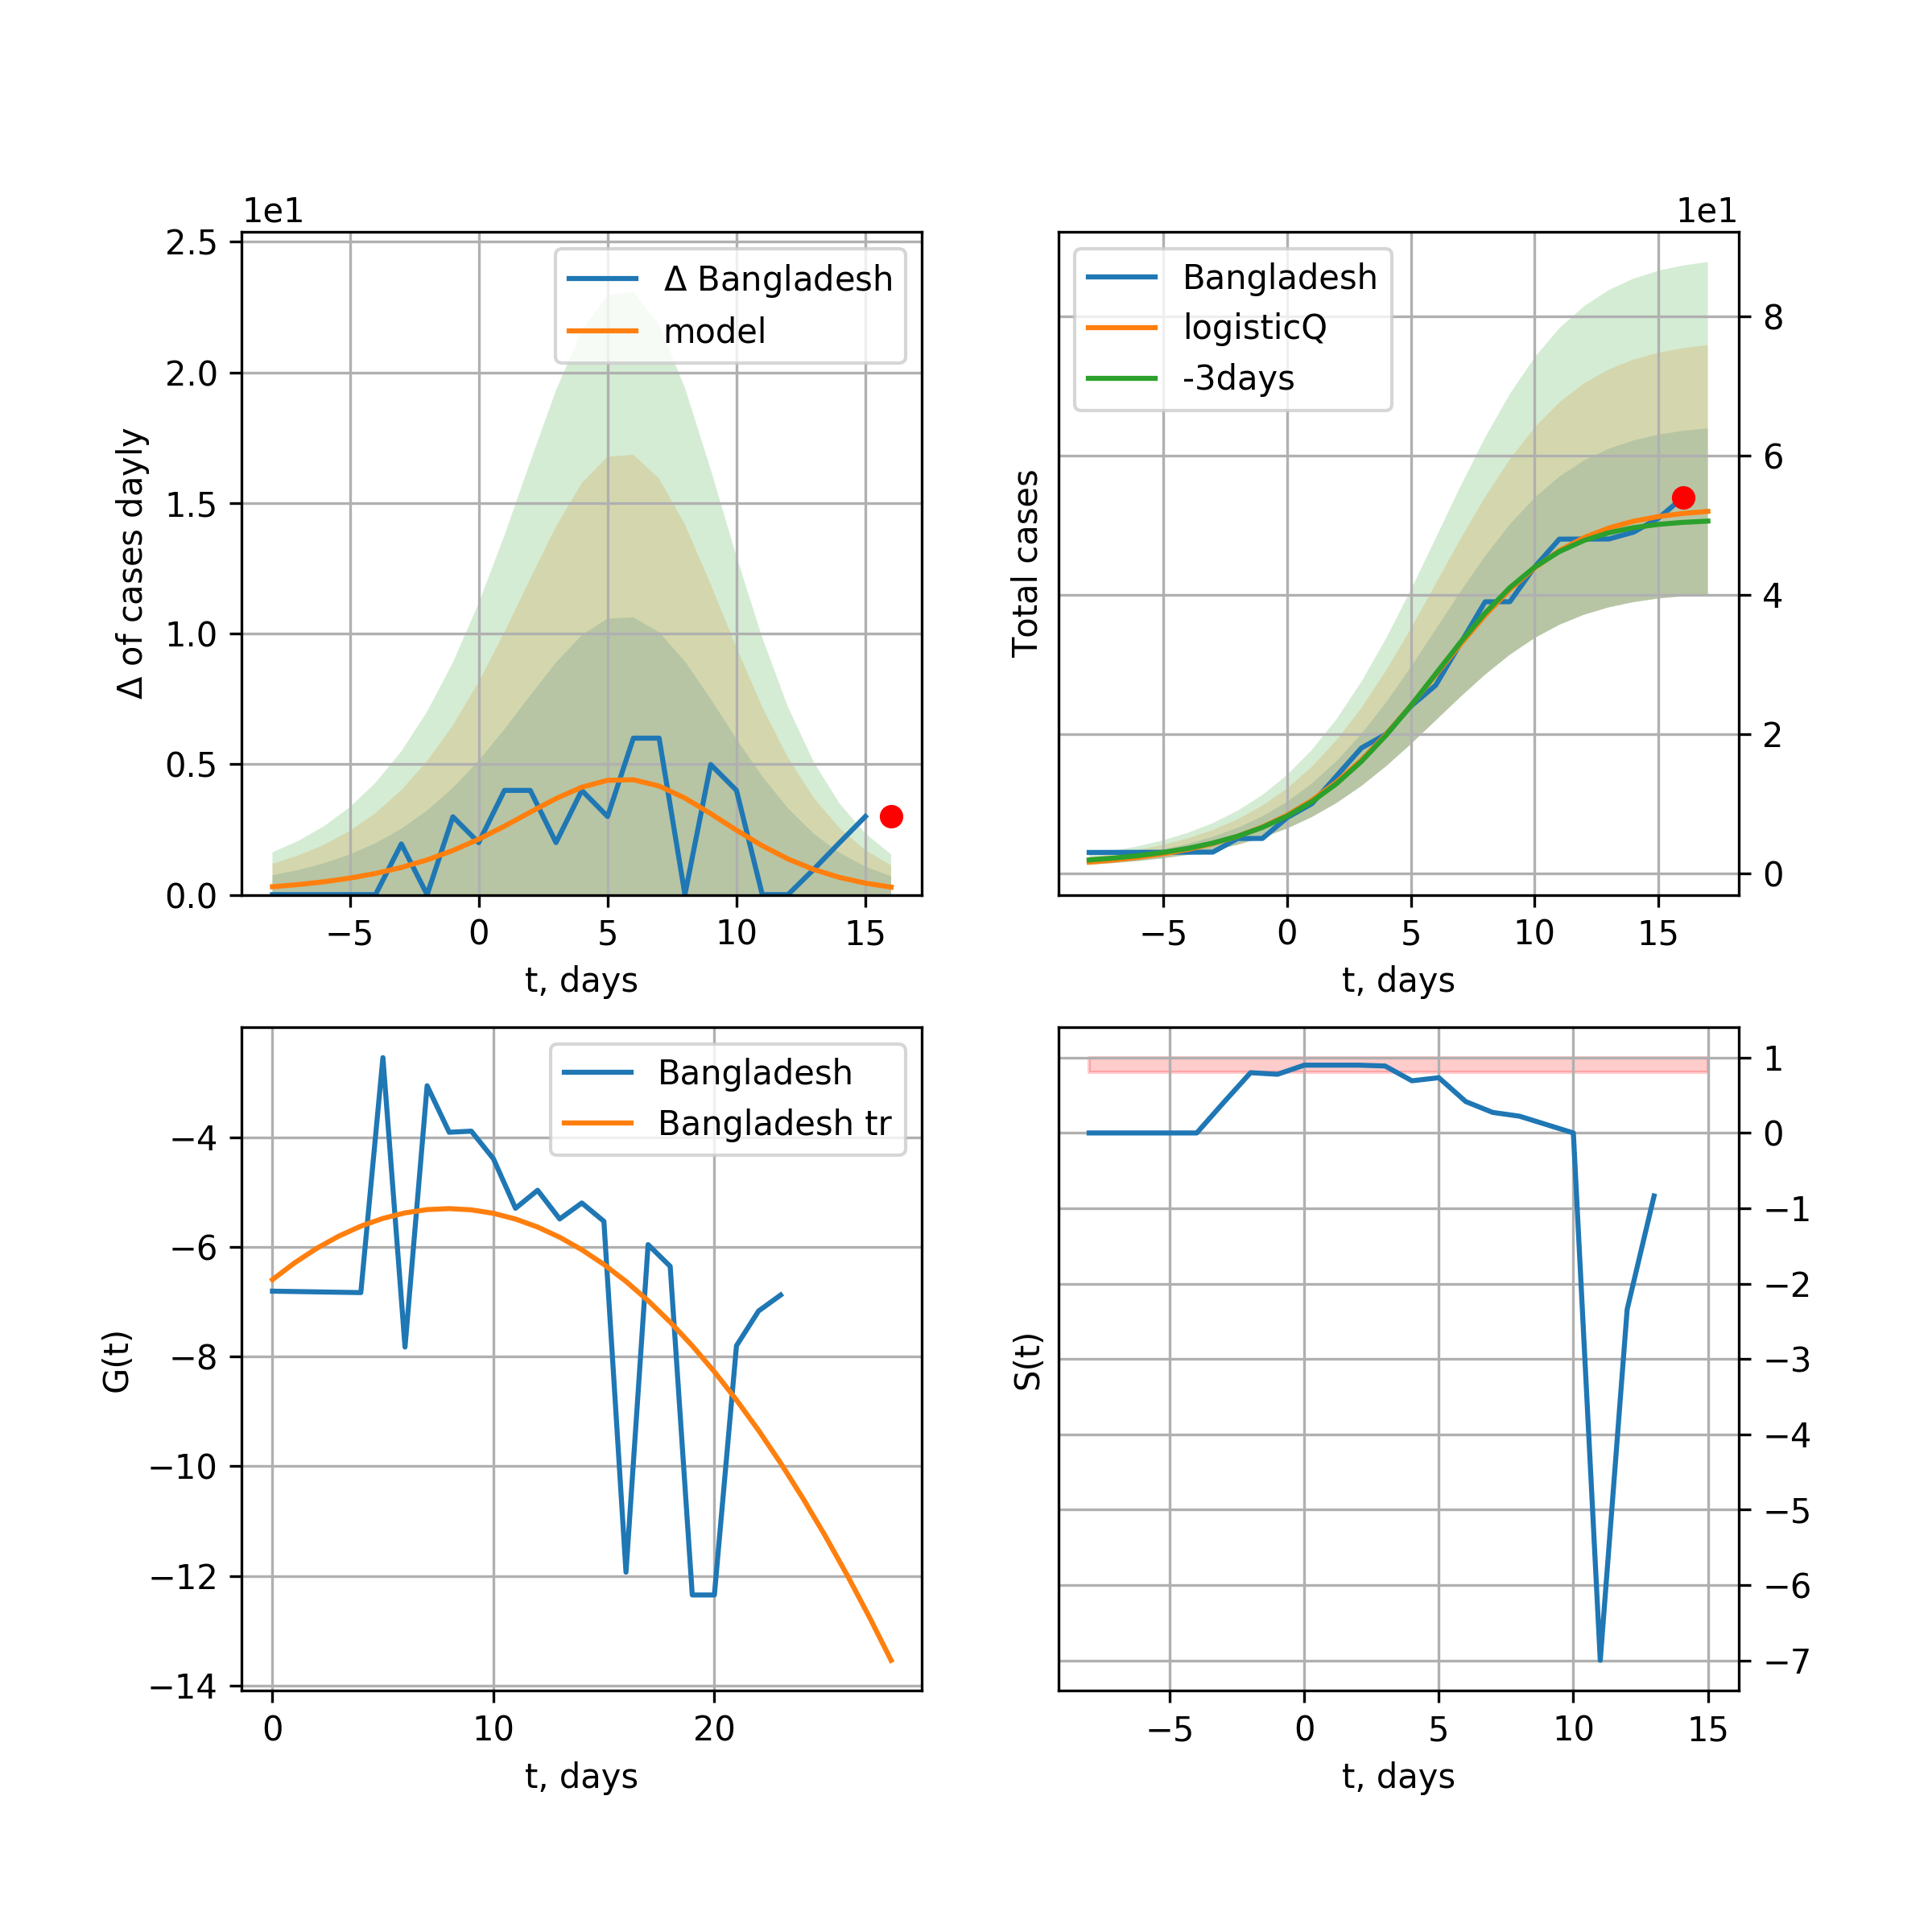 1e1
2.5
2.0
1.5
1.0
0.5
0.0
Δ of cases dayly
Δ Bangladesh
model
−5
0
5
10
15
t, days
1e1
Bangladesh
logisticQ
-3days
Total cases
8
6
4
2
0
−5
0
5
10
15
t, days
Bangladesh
Bangladesh tr
G(t)
−4
−6
−8
−10
−12
−14
0
10
20
t, days
S(t)
1
0
−1
−2
−3
−4
−5
−6
−7
−5
0
5
10
15
t, days